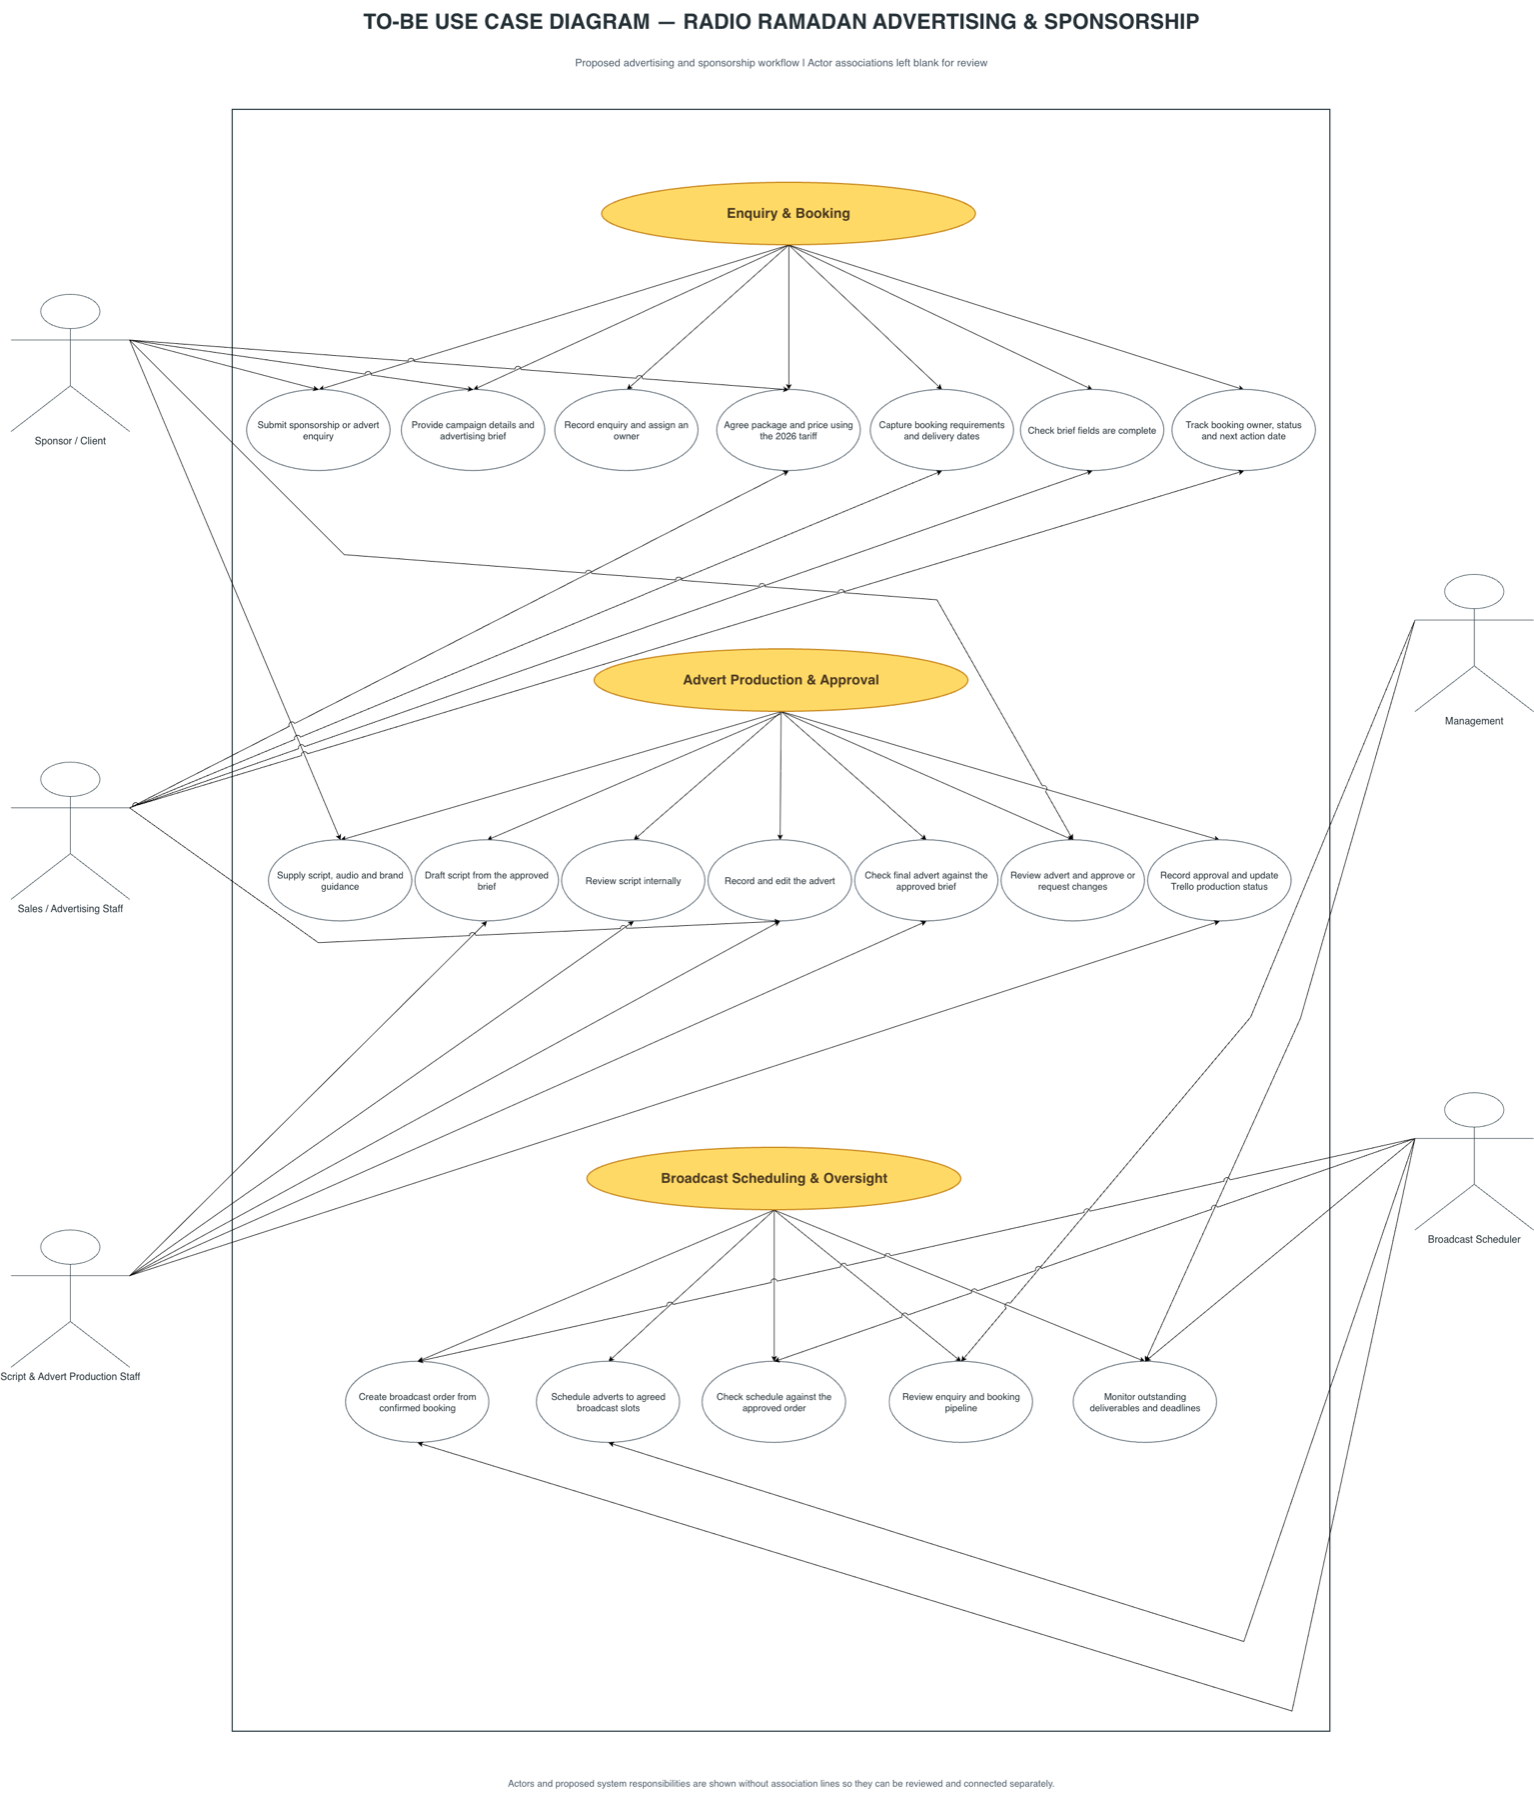 TO-BE USE CASE DIAGRAM — RADIO RAMADAN ADVERTISING & SPONSORSHIP
Proposed advertising and sponsorship workflow | Actor associations left blank for review
Enquiry & Booking
Sponsor / Client
Submit sponsorship or advert
enquiry
Provide campaign details and
advertising brief
Record enquiry and assign an
owner
Agree package and price using
the 2026 tariff
Capture booking requirements
and delivery dates
Check brief fields are complete
Track booking owner, status
and next action date
Advert Production & Approval
Management
Sales / Advertising Staff
Supply script, audio and brand
guidance
Draft script from the approved
brief
Review script internally
Record and edit the advert
Check final advert against the
approved brief
Review advert and approve or
request changes
Record approval and update
Trello production status
Broadcast Scheduling & Oversight
Broadcast Scheduler
Script & Advert Production Staff
Create broadcast order from
confirmed booking
Schedule adverts to agreed
broadcast slots
Check schedule against the
approved order
Review enquiry and booking
pipeline
Monitor outstanding
deliverables and deadlines
Actors and proposed system responsibilities are shown without association lines so they can be reviewed and connected separately.